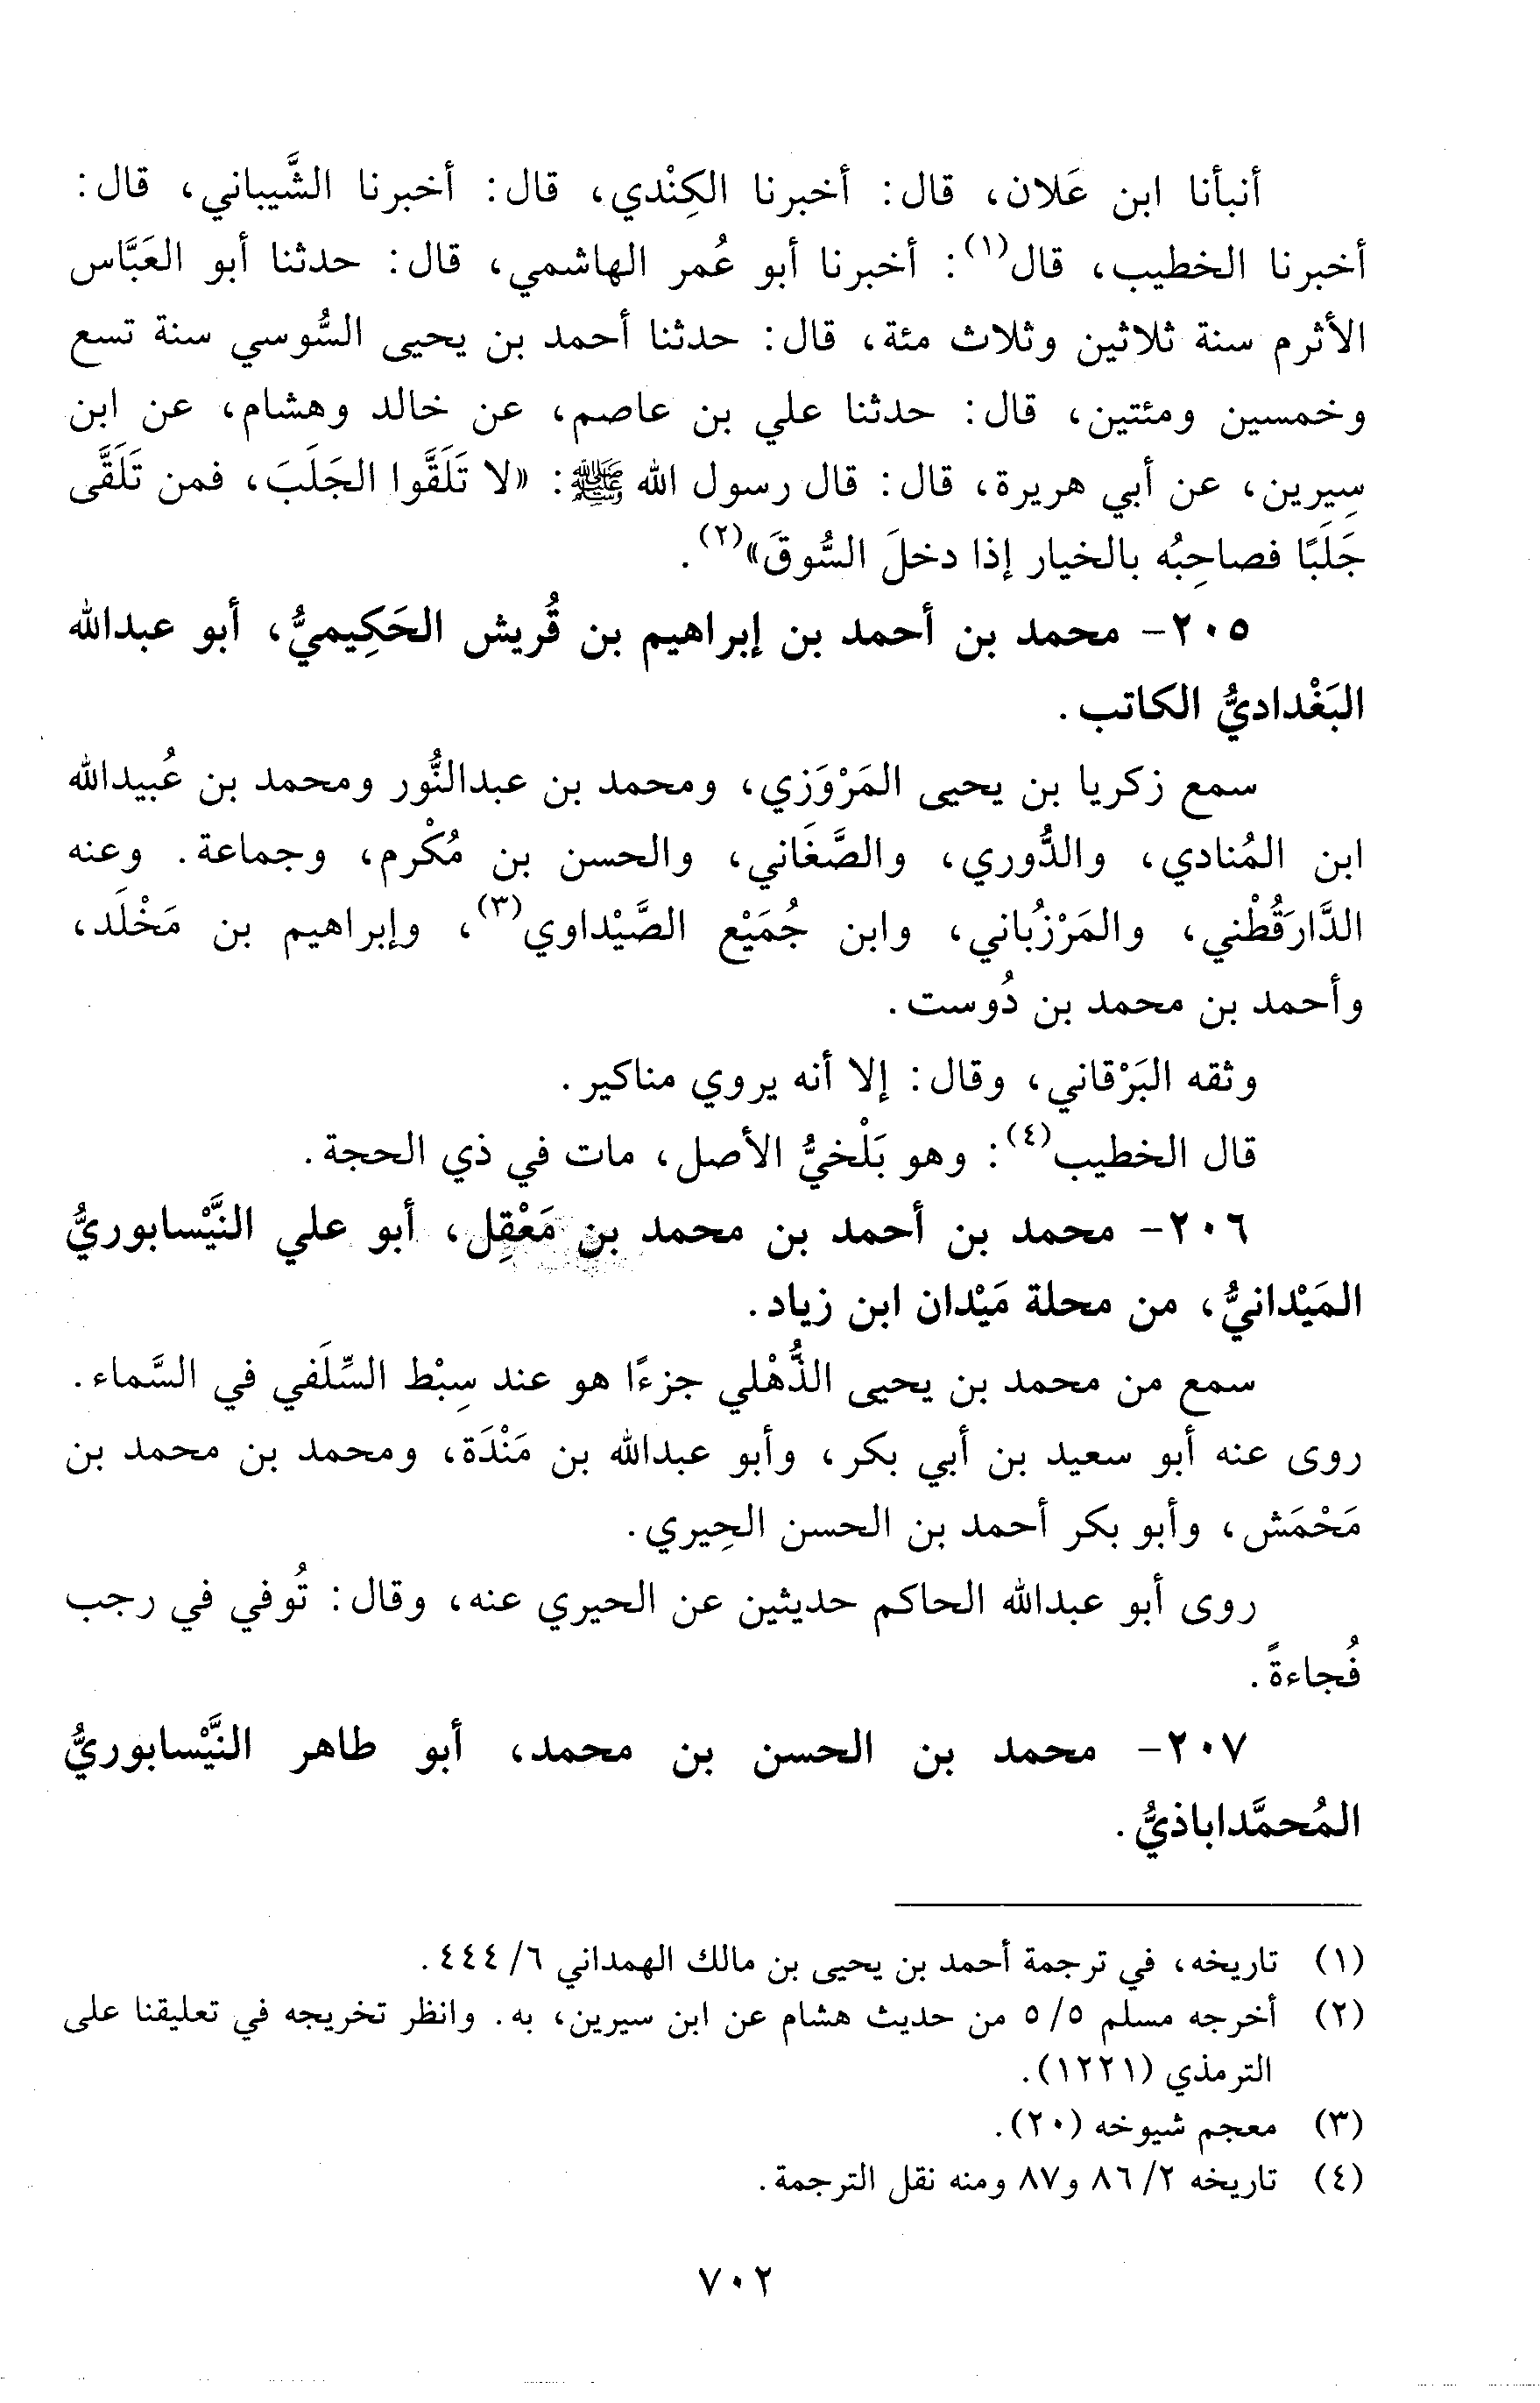 أنبأنا ابن عَلان، قال: أخبرنا الكِنْدي، قال: أخبرنا الشَّيباني، قال:
أخبرنا الخطيب، قال(١): أخبرنا أبو عُمر الهاشمي، قال: حدثنا أبو العَبَّاس
الأثرم سنة ثلاثين وثلاث مئة، قال: حدثنا أحمد بن يحيى السُّوسي سنة تسع
وخمسين ومئتين، قال: حدثنا علي بن عاصم، عن خالد وهشام، عن ابن
سِيرين، عن أبي هريرة، قال: قال رسول الله ﷺ: «لا تَلَقَّوا الجَلَبَ، فمن تَلَقَّى
جَلَبًا فصاحِبُه بالخيار إذا دخلَ السُّوقَ»(٢).
٢٠٥- محمد بن أحمد بن إبراهيم بن قُريش الحَكِيميُّ، أبو عبدالله
البَغْداديُّ الكاتب.
سمع زكريا بن يحيى المَرْوَزي، ومحمد بن عبدالنُّور ومحمد بن عُبيدالله
ابن المُنادي، والدُّوري، والصَّغَاني، والحسن بن مُكْرم، وجماعة. وعنه
الدَّارَقُطْني، والمَرْزُباني، وابن جُمَيْع الصَّيْداوي(٣)، وإبراهيم بن مَخْلَد،
وأحمد بن محمد بن دُوست.
وثقه البَرْقاني، وقال: إلا أنه يروي مناكير.
قال الخطيب(٤): وهو بَلْخيُّ الأصل، مات في ذي الحجة.
٢٠٦- محمد بن أحمد بن محمد بن مَعْقِل، أبو علي النَّيْسابوريُّ
المَيْدانيُّ، من محلة مَيْدان ابن زياد.
سمع من محمد بن يحيى الذُّهْلي جزءًا هو عند سِبْط السِّلَفي في السَّماء.
روى عنه أبو سعيد بن أبي بكر، وأبو عبدالله بن مَنْدَة، ومحمد بن محمد بن
مَحْمَش، وأبو بكر أحمد بن الحسن الحِيري.
روى أبو عبدالله الحاكم حديثين عن الحيري عنه، وقال: تُوفي في رجب
فُجاءةً.
٢٠٧- محمد بن الحسن بن محمد، أبو طاهر النَّيْسابوريُّ
المُحمَّداباذيُّ.
(١) تاريخه، في ترجمة أحمد بن يحيى بن مالك الهمداني ٦/ ٤٤٤.
(٢) أخرجه مسلم ٥/ ٥ من حديث هشام عن ابن سيرين، به. وانظر تخريجه في تعليقنا على
الترمذي (١٢٢١).
(٣) معجم شيوخه (٢٠).
(٤) تاريخه ٢/ ٨٦ و٨٧ ومنه نقل الترجمة.
٧٠٢